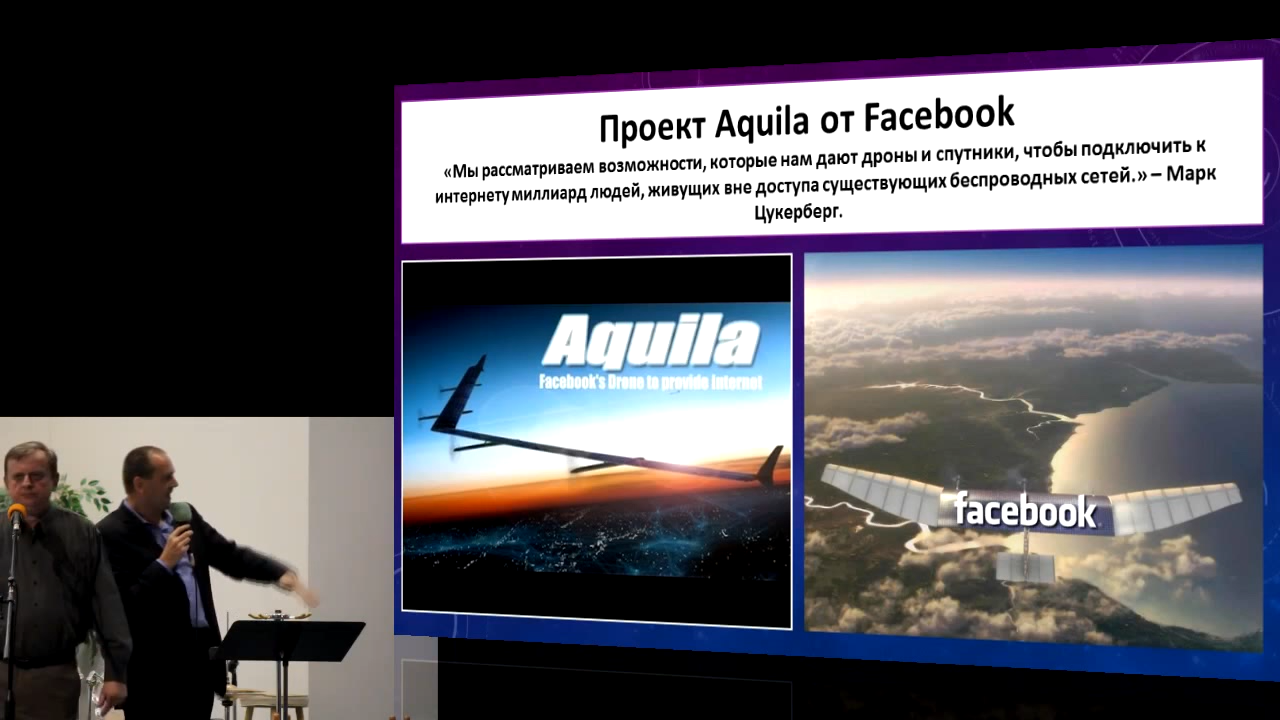 Проект Aquila от Facebook
«Мы рассматриваем возможности, которые нам дают дроны и спутники, чтобы подключить к
интернету миллиард людей, живущих вне доступа существующих беспроводных сетей.» – Марк
Цукерберг.
Aquila
Facebook's Drone to provide Internet
facebook